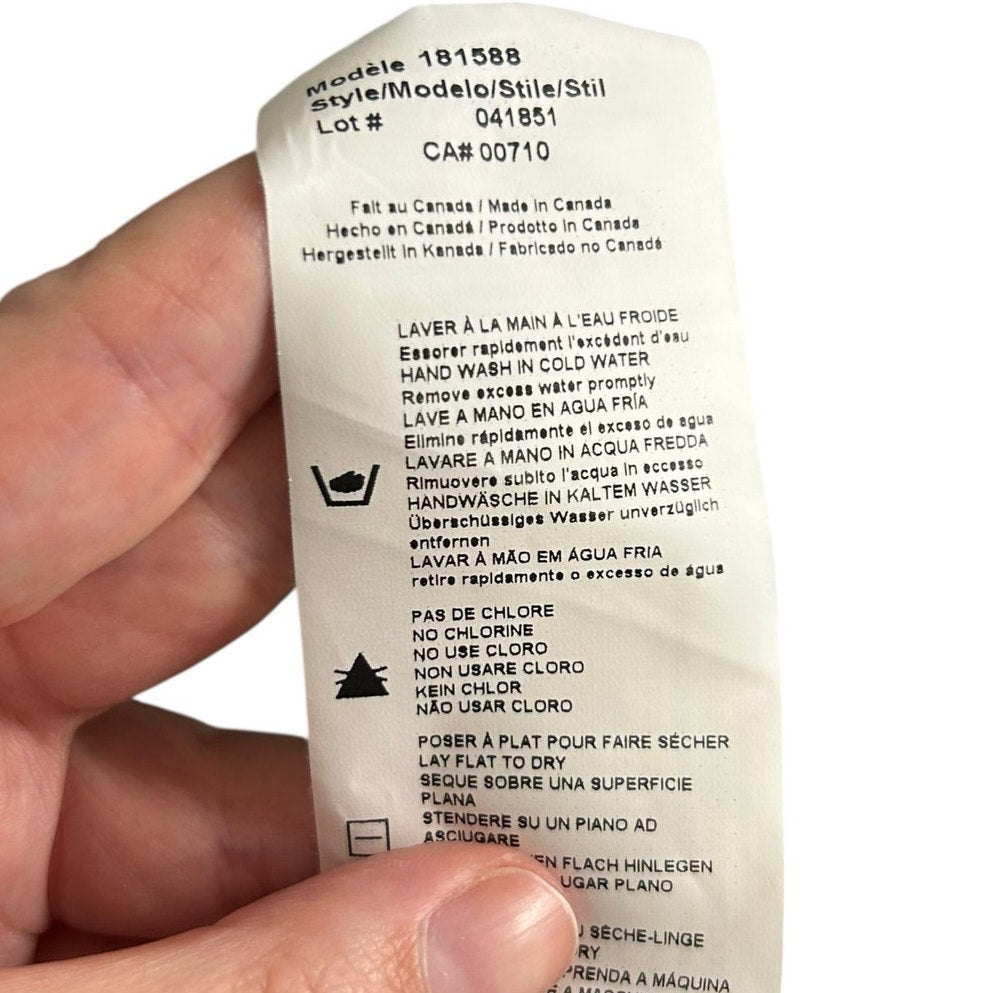 Modèle 181588
Style/Modelo/Stile/Stil
Lot # 041851
CA# 00710
Fait au Canada / Made in Canada
Hecho en Canadá / Prodotto in Canada
Hergestellt in Kanada / Fabricado no Canadá
LAVER À LA MAIN À L'EAU FROIDE
Essorer rapidement l'excédent d'eau
HAND WASH IN COLD WATER
Remove excess water promptly
LAVE A MANO EN AGUA FRÍA
Elimine rápidamente el exceso de agua
LAVARE A MANO IN ACQUA FREDDA
Rimuovere subito l'acqua in eccesso
HANDWÄSCHE IN KALTEM WASSER
Überschüssiges Wasser unverzüglich
entfernen
LAVAR À MÃO EM ÁGUA FRIA
retire rapidamente o excesso de água
PAS DE CHLORE
NO CHLORINE
NO USE CLORO
NON USARE CLORO
KEIN CHLOR
NÃO USAR CLORO
POSER À PLAT POUR FAIRE SÉCHER
LAY FLAT TO DRY
SEQUE SOBRE UNA SUPERFICIE
PLANA
STENDERE SU UN PIANO AD
ASCIUGARE
FLACH HINLEGEN
PLANO
SÈCHE-LINGE
A MÁQUINA